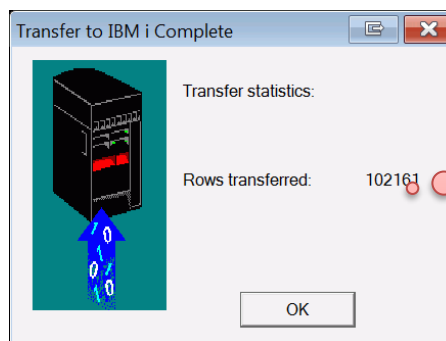 Transfer to IBM i Complete
Transfer statistics:
Rows transferred: 102161
OK